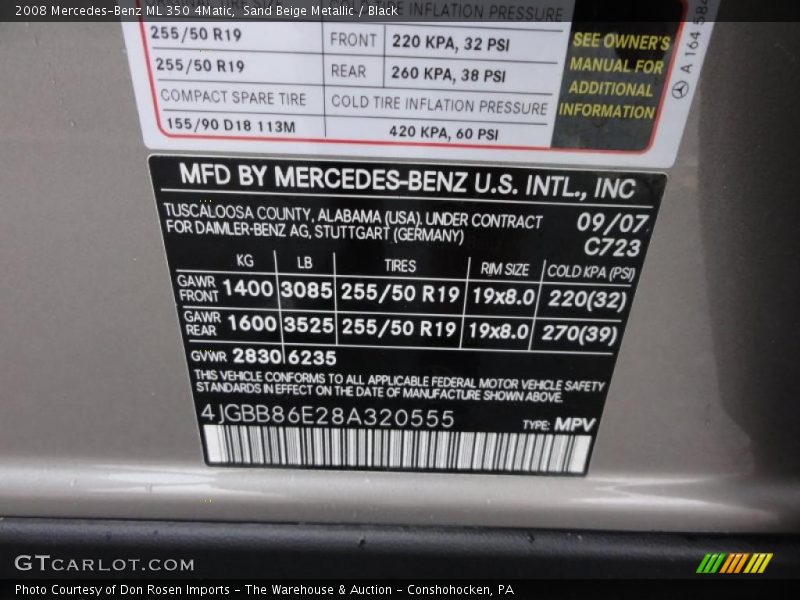 2008 Mercedes-Benz ML 350 4Matic,  Sand Beige Metallic / Black
TIRE INFLATION PRESSURE
255/50 R19 FRONT 220 KPA, 32 PSI
255/50 R19 REAR 260 KPA, 38 PSI
COMPACT SPARE TIRE COLD TIRE INFLATION PRESSURE
155/90 D18 113M 420 KPA, 60 PSI
SEE OWNER'S
MANUAL FOR
ADDITIONAL
INFORMATION
A 164 584
MFD BY MERCEDES-BENZ U.S. INTL., INC
TUSCALOOSA COUNTY, ALABAMA (USA). UNDER CONTRACT
FOR DAIMLER-BENZ AG, STUTTGART (GERMANY)
09/07
C723
KG LB TIRES RIM SIZE COLD KPA (PSI)
GAWR FRONT 1400 3085 255/50 R19 19x8.0 220(32)
GAWR REAR 1600 3525 255/50 R19 19x8.0 270(39)
GVWR 2830 6235
THIS VEHICLE CONFORMS TO ALL APPLICABLE FEDERAL MOTOR VEHICLE SAFETY
STANDARDS IN EFFECT ON THE DATE OF MANUFACTURE SHOWN ABOVE.
4JGBB86E28A320555 TYPE: MPV
GTCARLOT.COM
Photo Courtesy of Don Rosen Imports - The Warehouse & Auction - Conshohocken, PA